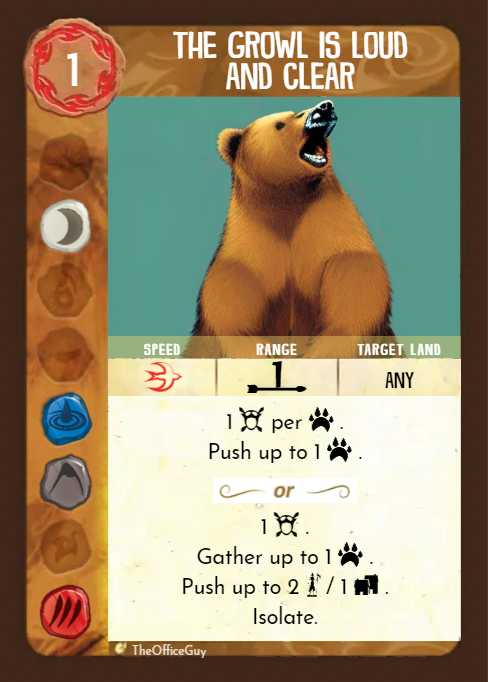 1
THE GROWL IS LOUD
AND CLEAR
SPEED RANGE TARGET LAND
1 ANY
1 per .
Push up to 1 .
or
1 .
Gather up to 1 .
Push up to 2 / 1 .
Isolate.
TheOfficeGuy